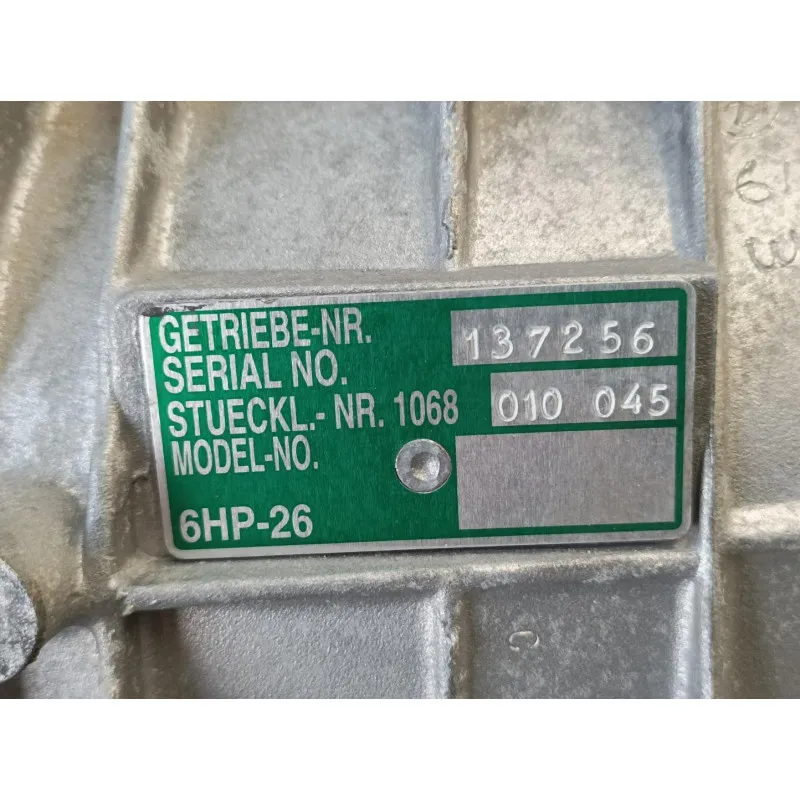 GETRIEBE-NR. 137256
SERIAL NO.
STUECKL.- NR. 1068 010 045
MODEL-NO.
6HP-26
C